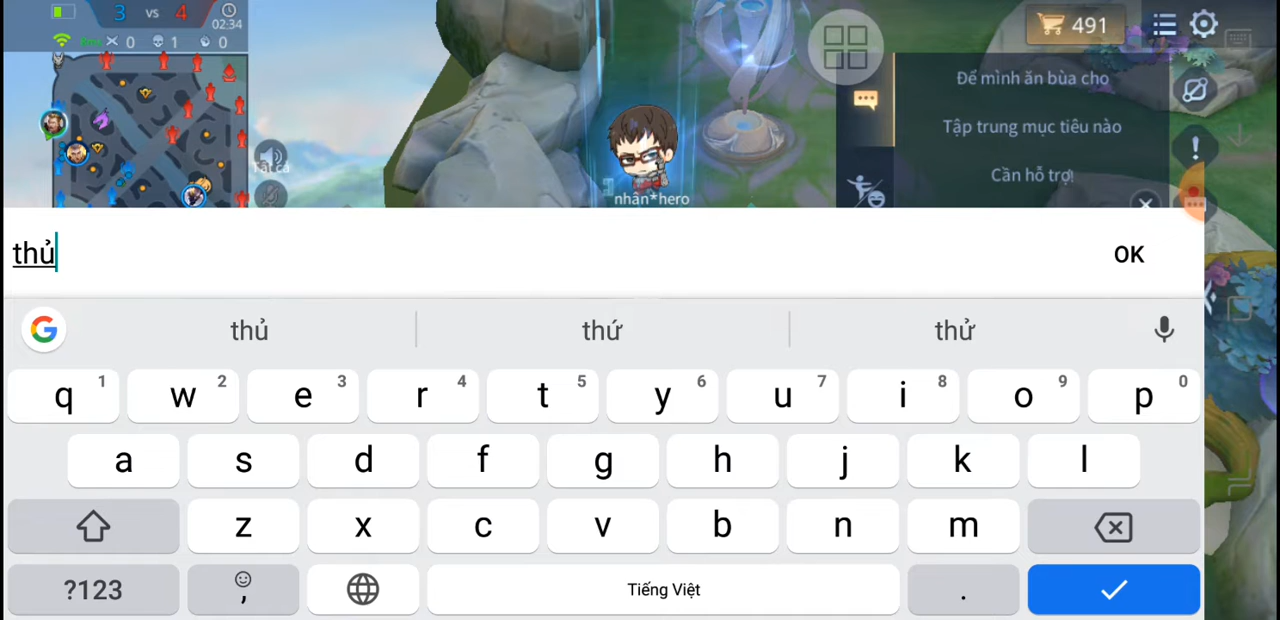 3 vs 4
02:34
0 1 0
491
Để mình ăn bùa cho
Tập trung mục tiêu nào
Cần hỗ trợ!
Tất cả
nhân*hero
thủ
OK
thủ thứ thử
q 1 w 2 e 3 r 4 t 5 y 6 u 7 i 8 o 9 p 0
a s d f g h j k l
z x c v b n m
?123 , Tiếng Việt .